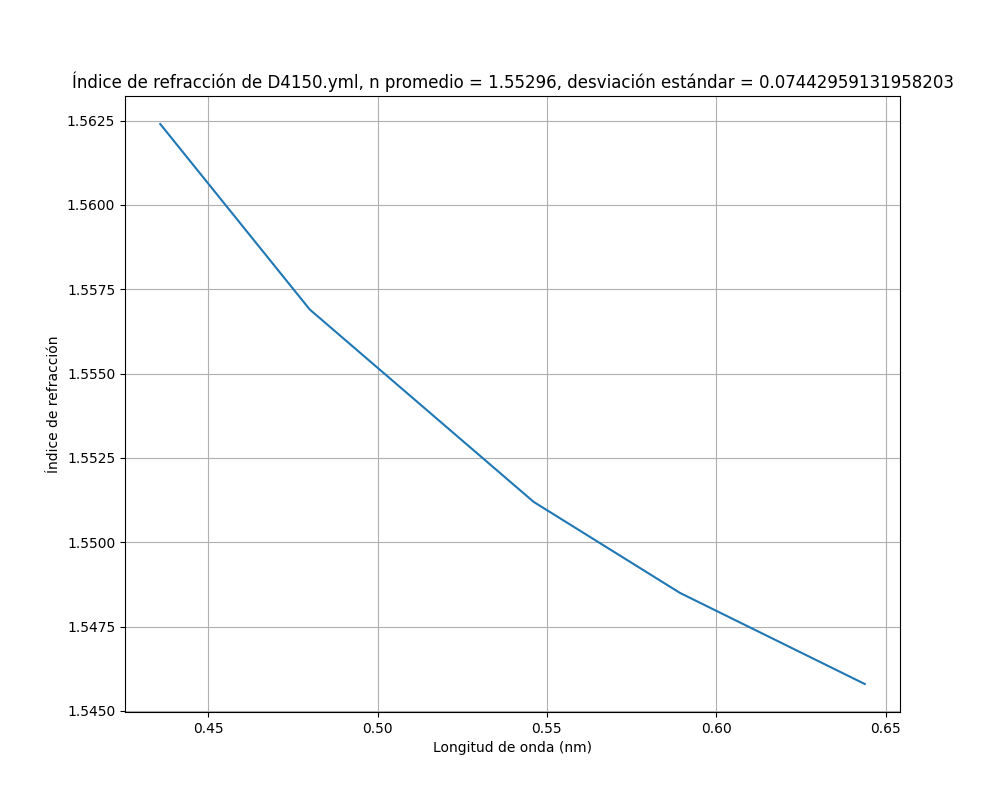 Índice de refracción de D4150.yml, n promedio = 1.55296, desviación estándar = 0.07442959131958203
1.5625
1.5600
1.5575
1.5550
1.5525
1.5500
1.5475
1.5450
Índice de refracción
0.45 0.50 0.55 0.60 0.65
Longitud de onda (nm)